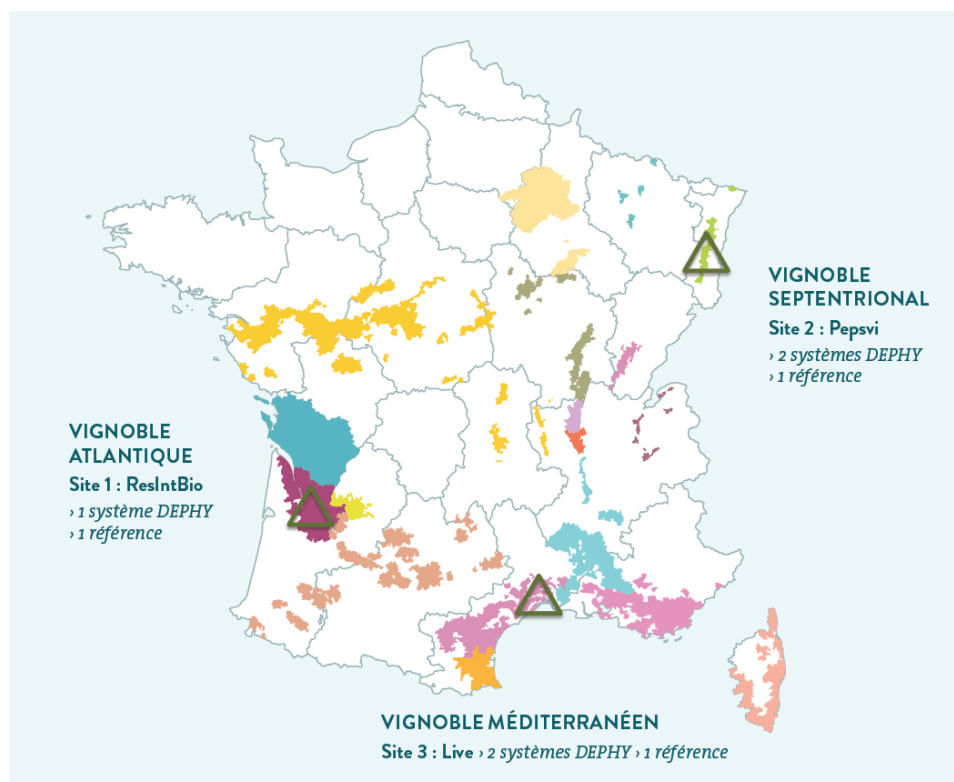 VIGNOBLE
SEPTENTRIONAL
Site 2 : Pepsvi
› 2 systèmes DEPHY
› 1 référence
VIGNOBLE
ATLANTIQUE
Site 1 : ResIntBio
› 1 système DEPHY
› 1 référence
VIGNOBLE MÉDITERRANÉEN
Site 3 : Live › 2 systèmes DEPHY › 1 référence